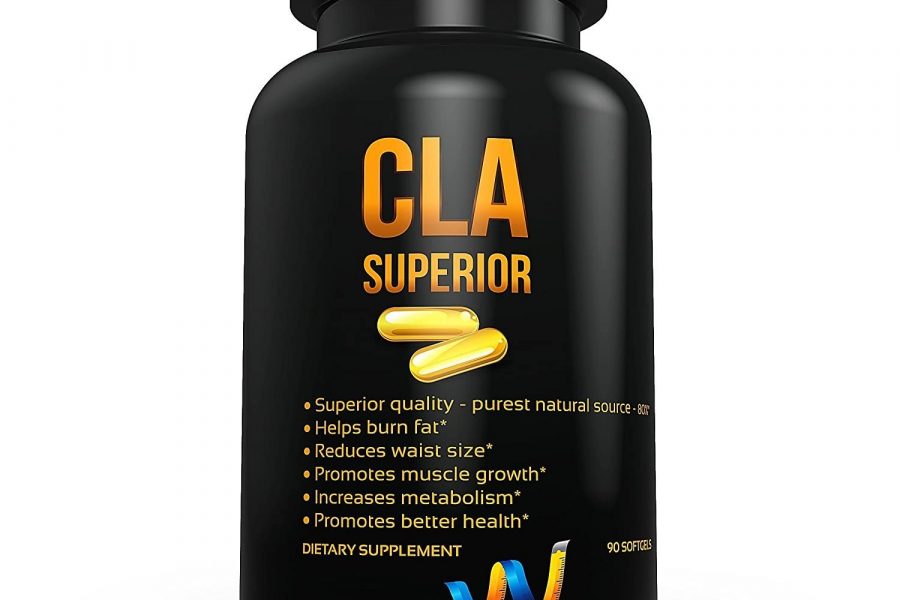 CLA
SUPERIOR
• Superior quality - purest natural source - 80%*
• Helps burn fat*
• Reduces waist size*
• Promotes muscle growth*
• Increases metabolism*
• Promotes better health*
DIETARY SUPPLEMENT 90 SOFTGELS